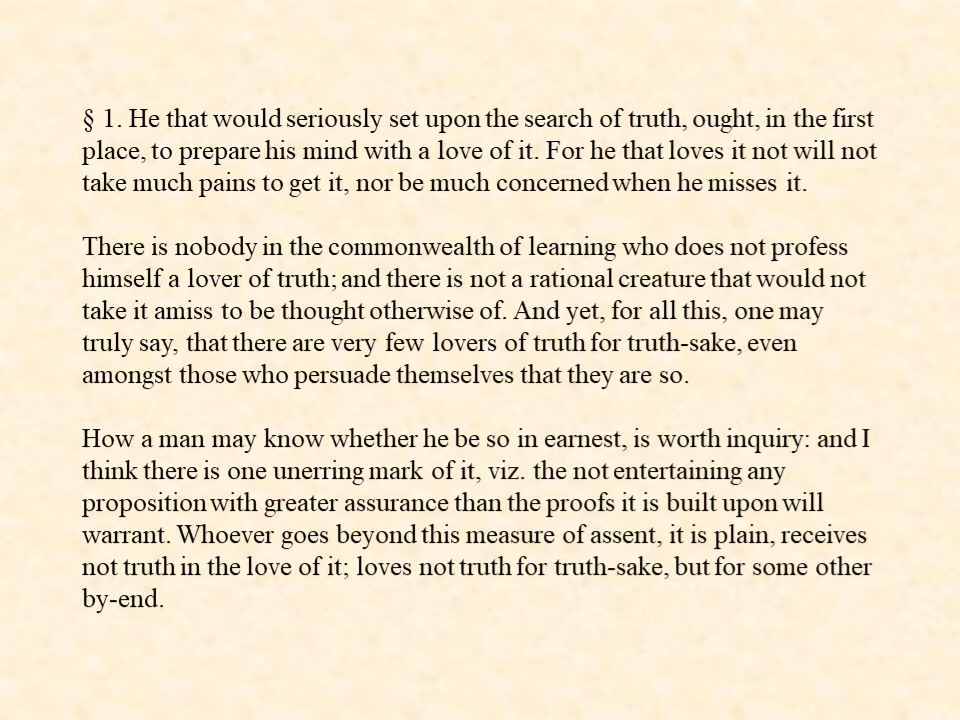 § 1. He that would seriously set upon the search of truth, ought, in the first
place, to prepare his mind with a love of it. For he that loves it not will not
take much pains to get it, nor be much concerned when he misses it.
There is nobody in the commonwealth of learning who does not profess
himself a lover of truth; and there is not a rational creature that would not
take it amiss to be thought otherwise of. And yet, for all this, one may
truly say, that there are very few lovers of truth for truth-sake, even
amongst those who persuade themselves that they are so.
How a man may know whether he be so in earnest, is worth inquiry: and I
think there is one unerring mark of it, viz. the not entertaining any
proposition with greater assurance than the proofs it is built upon will
warrant. Whoever goes beyond this measure of assent, it is plain, receives
not truth in the love of it; loves not truth for truth-sake, but for some other
by-end.